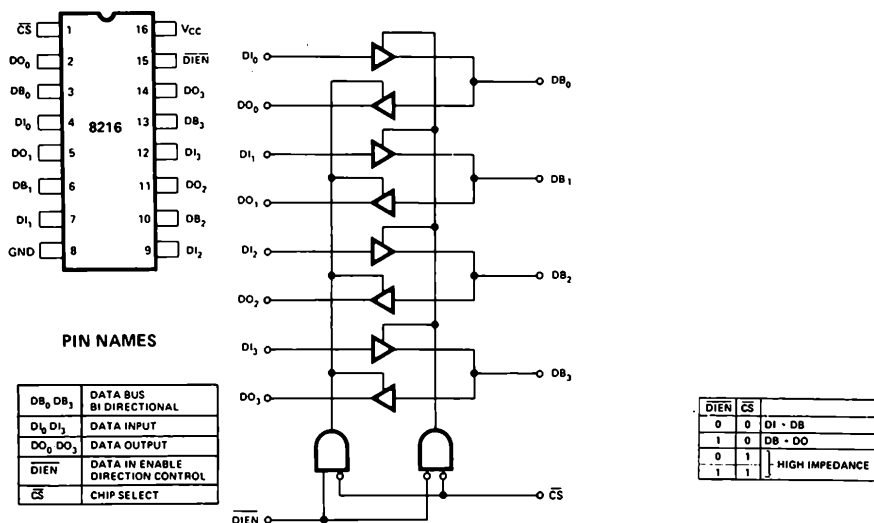 CS 1 16 VCC
DO0 2 15 DIEN
DB0 3 14 DO3
DI0 4 8216 13 DB3
DO1 5 12 DI3
DB1 6 11 DO2
DI1 7 10 DB2
GND 8 9 DI2
DI0
DB0
DO0
DI1
DB1
DO1
DI2
DB2
DO2
DI3
DB3
DO3
CS
DIEN
PIN NAMES
DB0 DB3 DATA BUS
BI DIRECTIONAL
DI0 DI3 DATA INPUT
DO0 DO3 DATA OUTPUT
DIEN DATA IN ENABLE
DIRECTION CONTROL
CS CHIP SELECT
DIEN CS
0 0 DI - DB
1 0 DB - DO
0 1
HIGH IMPEDANCE
1 1